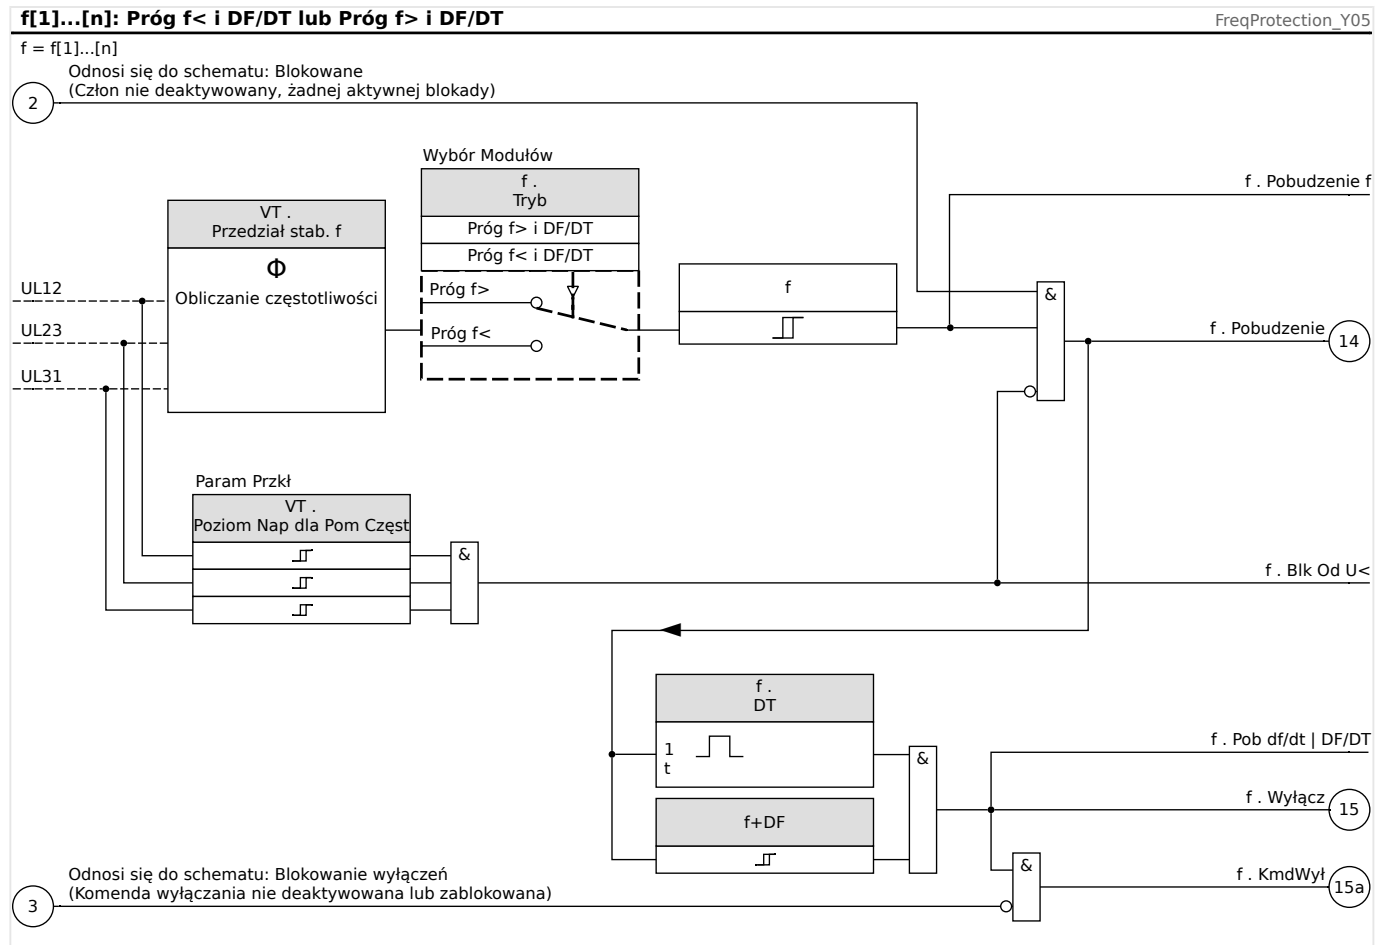 f[1]...[n]: Próg f< i DF/DT lub Próg f> i DF/DT
FreqProtection_Y05
f = f[1]...[n]
Odnosi się do schematu: Blokowane
(Człon nie deaktywowany, żadnej aktywnej blokady)
2
Wybór Modułów
f .
Tryb
Próg f> i DF/DT
Próg f< i DF/DT
Próg f>
Próg f<
VT .
Przedział stab. f
Φ
Obliczanie częstotliwości
UL12
UL23
UL31
f
&
f . Pobudzenie f
f . Pobudzenie
14
Param Przkł
VT .
Poziom Nap dla Pom Częst
&
f . Blk Od U<
f .
DT
1
t
f+DF
&
f . Pob df/dt | DF/DT
f . Wyłącz
15
&
f . KmdWył
15a
Odnosi się do schematu: Blokowanie wyłączeń
(Komenda wyłączania nie deaktywowana lub zablokowana)
3